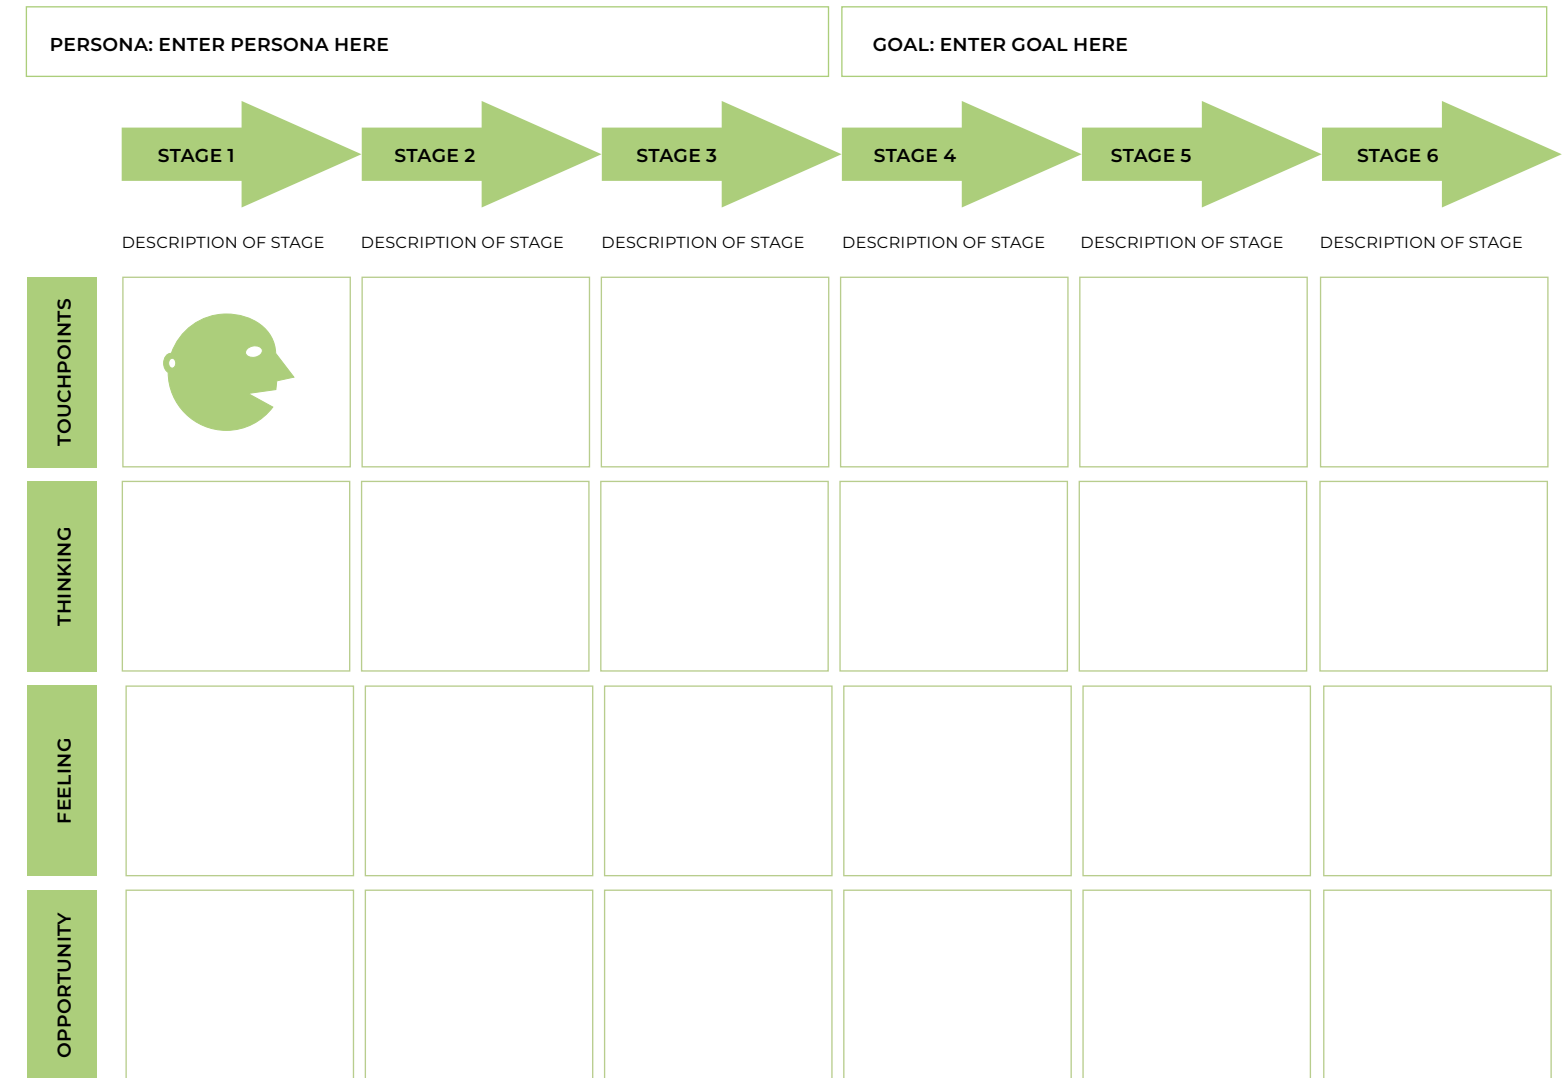 PERSONA: ENTER PERSONA HERE
GOAL: ENTER GOAL HERE
STAGE 1
STAGE 2
STAGE 3
STAGE 4
STAGE 5
STAGE 6
DESCRIPTION OF STAGE
DESCRIPTION OF STAGE
DESCRIPTION OF STAGE
DESCRIPTION OF STAGE
DESCRIPTION OF STAGE
DESCRIPTION OF STAGE
TOUCHPOINTS
THINKING
FEELING
OPPORTUNITY